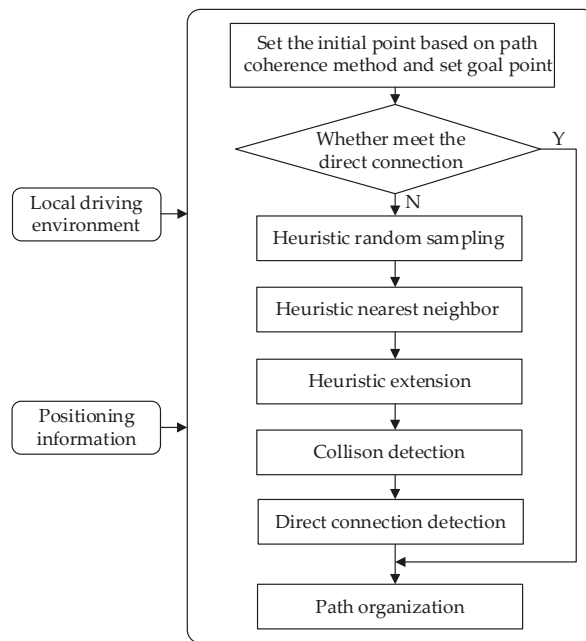 Set the initial point based on path
coherence method and set goal point
Whether meet the
direct connection
Y
N
Local driving
environment
Heuristic random sampling
Heuristic nearest neighbor
Heuristic extension
Positioning
information
Collison detection
Direct connection detection
Path organization